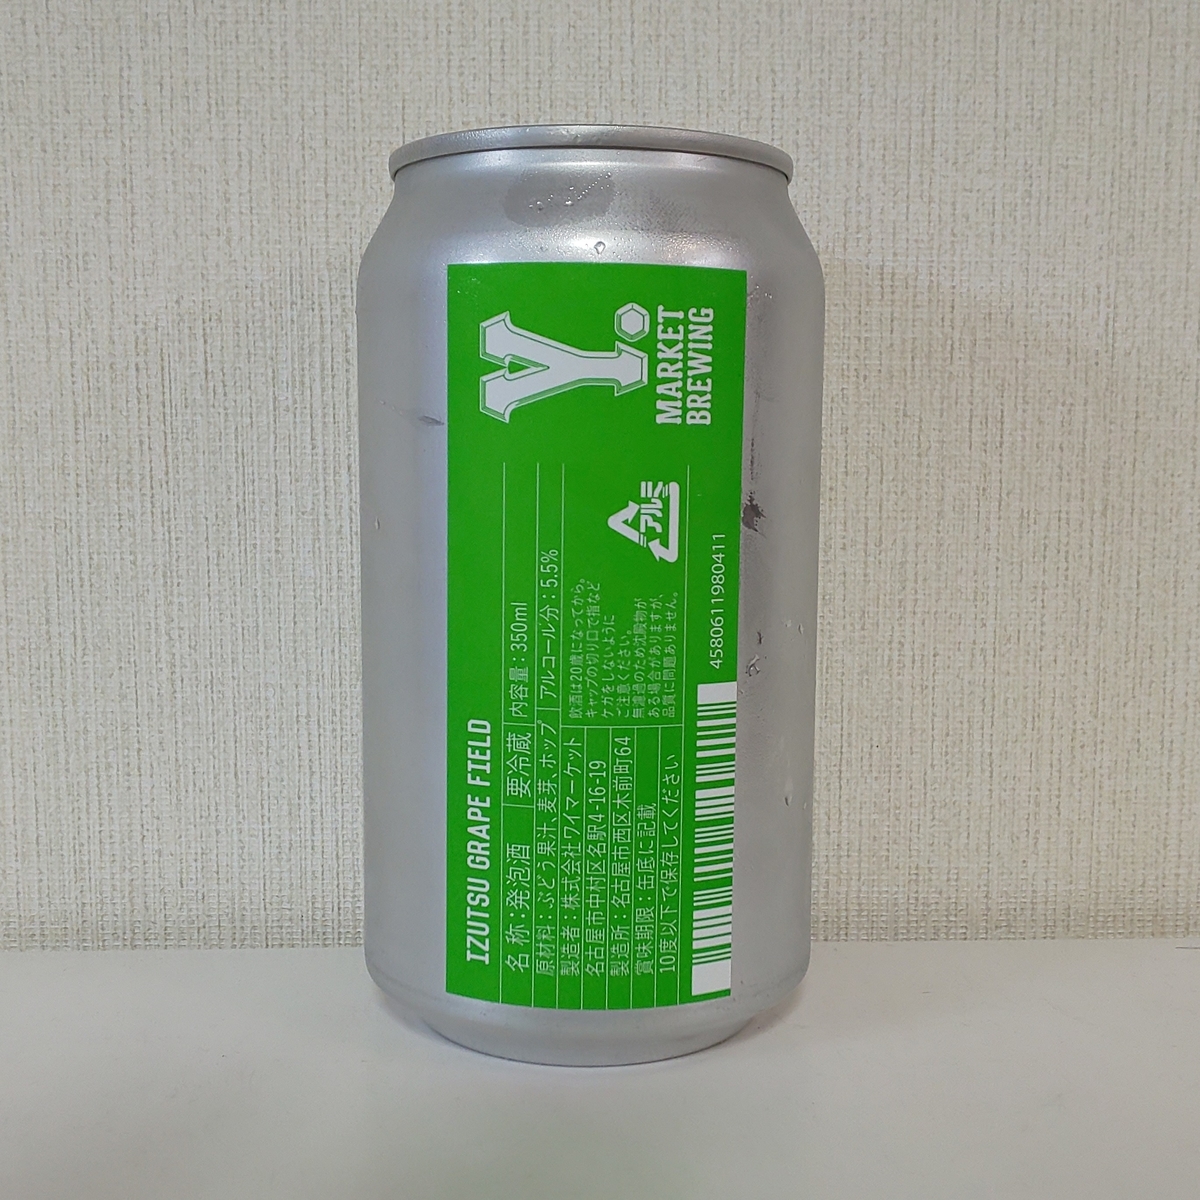 IZUTSU GRAPE FIELD
名 称：発泡酒 要冷蔵 内容量：350ml
原材料：ぶどう果汁、麦芽、ホップ アルコール分：5.5%
製造者：株式会社ワイマーケット
名古屋市中村区名駅4-16-19
製造所：名古屋市西区木前町64
賞味期限：缶底に記載
10度以下で保存してください
飲酒は20歳になってから。
キャップの切り口で指など
ケガをしないように
ご注意ください。
無濾過のため沈殿物が
ある場合がありますが、
品質に問題ありません。
アルミ
Y
MARKET
BREWING
4580611980411